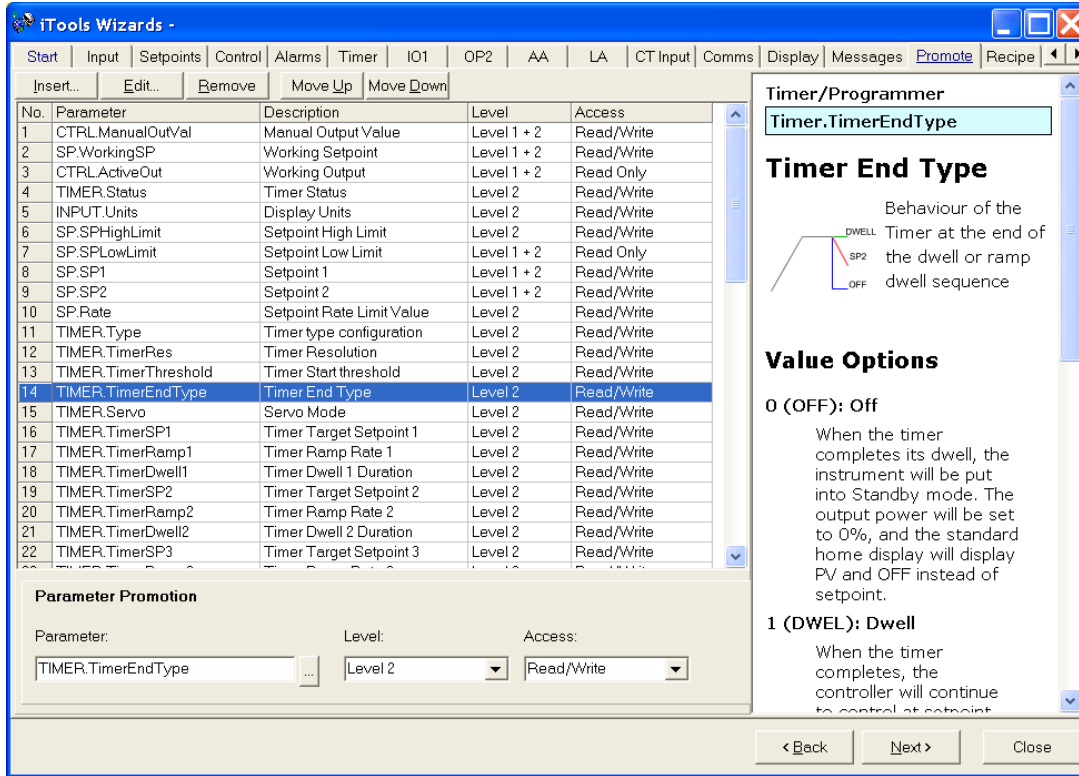 iTools Wizards -
Start Input Setpoints Control Alarms Timer IO1 OP2 AA LA CT Input Comms Display Messages Promote Recipe
Insert... Edit... Remove Move Up Move Down
No. Parameter Description Level Access
1 CTRL.ManualOutVal Manual Output Value Level 1 + 2 Read/Write
2 SP.WorkingSP Working Setpoint Level 1 + 2 Read/Write
3 CTRL.ActiveOut Working Output Level 1 + 2 Read Only
4 TIMER.Status Timer Status Level 2 Read/Write
5 INPUT.Units Display Units Level 2 Read/Write
6 SP.SPHighLimit Setpoint High Limit Level 2 Read/Write
7 SP.SPLowLimit Setpoint Low Limit Level 1 + 2 Read Only
8 SP.SP1 Setpoint 1 Level 1 + 2 Read/Write
9 SP.SP2 Setpoint 2 Level 1 + 2 Read/Write
10 SP.Rate Setpoint Rate Limit Value Level 2 Read/Write
11 TIMER.Type Timer type configuration Level 2 Read/Write
12 TIMER.TimerRes Timer Resolution Level 2 Read/Write
13 TIMER.TimerThreshold Timer Start threshold Level 2 Read/Write
14 TIMER.TimerEndType Timer End Type Level 2 Read/Write
15 TIMER.Servo Servo Mode Level 2 Read/Write
16 TIMER.TimerSP1 Timer Target Setpoint 1 Level 2 Read/Write
17 TIMER.TimerRamp1 Timer Ramp Rate 1 Level 2 Read/Write
18 TIMER.TimerDwell1 Timer Dwell 1 Duration Level 2 Read/Write
19 TIMER.TimerSP2 Timer Target Setpoint 2 Level 2 Read/Write
20 TIMER.TimerRamp2 Timer Ramp Rate 2 Level 2 Read/Write
21 TIMER.TimerDwell2 Timer Dwell 2 Duration Level 2 Read/Write
22 TIMER.TimerSP3 Timer Target Setpoint 3 Level 2 Read/Write
Parameter Promotion
Parameter: Level: Access:
TIMER.TimerEndType ... Level 2 Read/Write
Timer/Programmer
Timer.TimerEndType
Timer End Type
Behaviour of the
DWELL Timer at the end of
SP2 the dwell or ramp
OFF dwell sequence
Value Options
0 (OFF): Off
When the timer
completes its dwell, the
instrument will be put
into Standby mode. The
output power will be set
to 0%, and the standard
home display will display
PV and OFF instead of
setpoint.
1 (DWEL): Dwell
When the timer
completes, the
controller will continue
to control at setpoint
< Back Next > Close